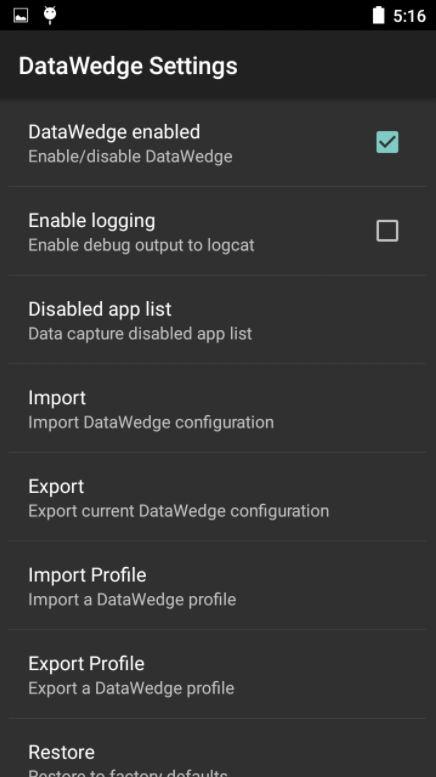 5:16
DataWedge Settings
DataWedge enabled
Enable/disable DataWedge
Enable logging
Enable debug output to logcat
Disabled app list
Data capture disabled app list
Import
Import DataWedge configuration
Export
Export current DataWedge configuration
Import Profile
Import a DataWedge profile
Export Profile
Export a DataWedge profile
Restore
Restore to factory defaults